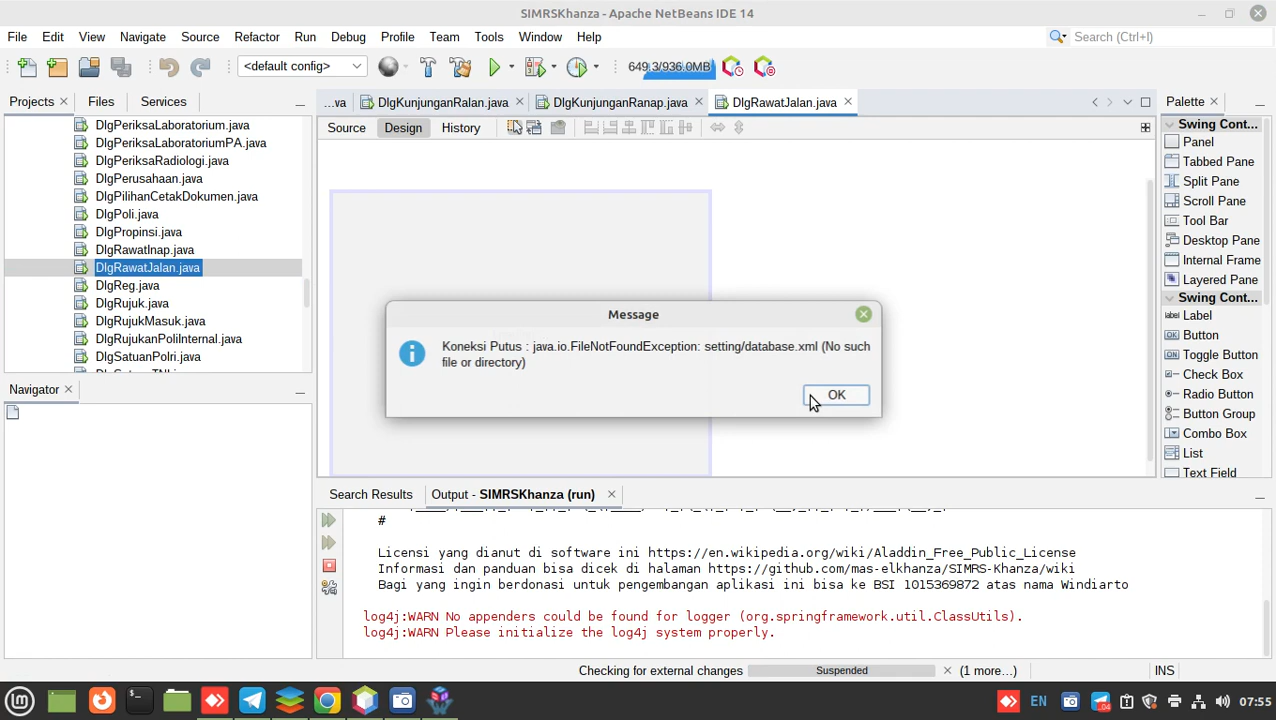 SIMRSKhanza - Apache NetBeans IDE 14
File Edit View Navigate Source Refactor Run Debug Profile Team Tools Window Help
Search (Ctrl+I)
<default config>
649.3/936.0MB
Projects Files Services
...va DlgKunjunganRalan.java DlgKunjunganRanap.java DlgRawatJalan.java
Palette
Source Design History
DlgPeriksaLaboratorium.java
DlgPeriksaLaboratoriumPA.java
DlgPeriksaRadiologi.java
DlgPerusahaan.java
DlgPilihanCetakDokumen.java
DlgPoli.java
DlgPropinsi.java
DlgRawatInap.java
DlgRawatJalan.java
DlgReg.java
DlgRujuk.java
DlgRujukMasuk.java
DlgRujukanPoliInternal.java
DlgSatuanPolri.java
Navigator
Message
Koneksi Putus : java.io.FileNotFoundException: setting/database.xml (No such
file or directory)
OK
Swing Cont...
Panel
Tabbed Pane
Split Pane
Scroll Pane
Tool Bar
Desktop Pane
Internal Frame
Layered Pane
Swing Cont...
Label
Button
Toggle Button
Check Box
Radio Button
Button Group
Combo Box
List
Text Field
Search Results Output - SIMRSKhanza (run)
#
Licensi yang dianut di software ini https://en.wikipedia.org/wiki/Aladdin_Free_Public_License
Informasi dan panduan bisa dicek di halaman https://github.com/mas-elkhanza/SIMRS-Khanza/wiki
Bagi yang ingin berdonasi untuk pengembangan aplikasi ini bisa ke BSI 1015369872 atas nama Windiarto
log4j:WARN No appenders could be found for logger (org.springframework.util.ClassUtils).
log4j:WARN Please initialize the log4j system properly.
Checking for external changes Suspended (1 more...) INS
EN 07:55